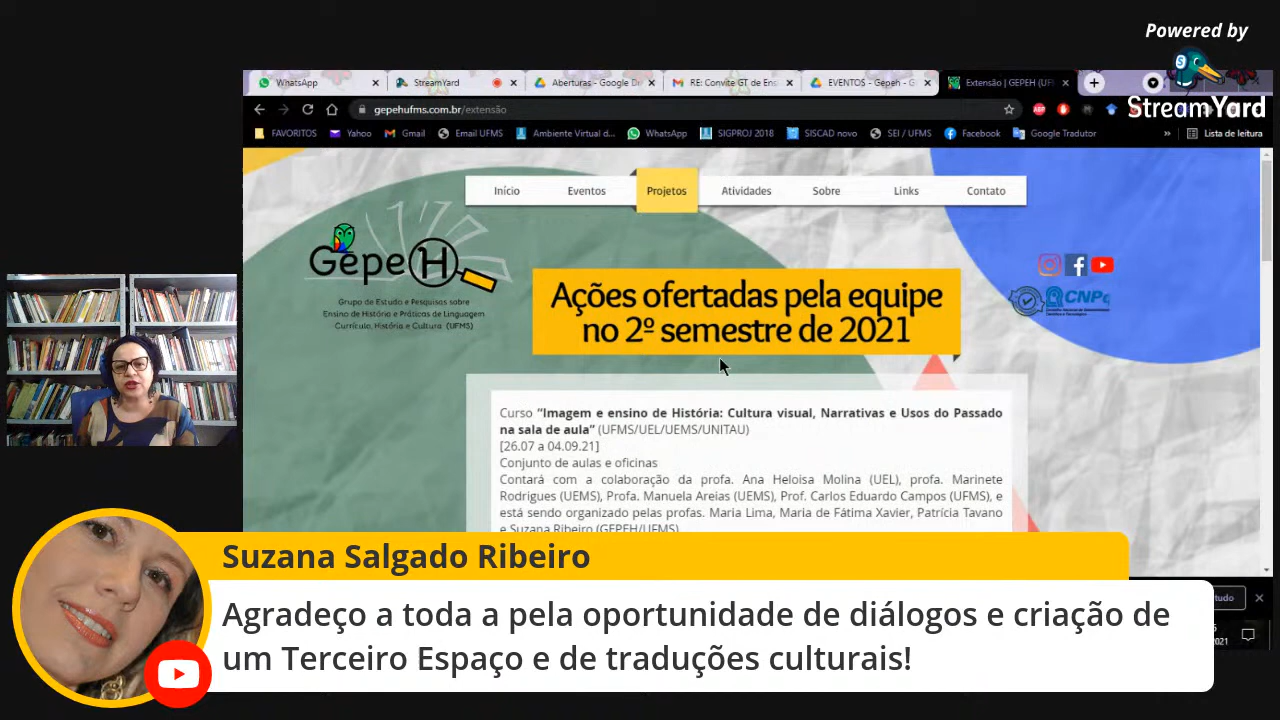 Powered by
StreamYard
WhatsApp
StreamYard
Aberturas - Google Dr
RE: Convite GT de Ens
EVENTOS - Gepeh - G
Extensão | GEPEH (UF
gepehufms.com.br/extensão
FAVORITOS
Yahoo
Gmail
Email UFMS
Ambiente Virtual d...
WhatsApp
SIGPROJ 2018
SISCAD novo
SEI / UFMS
Facebook
Google Tradutor
»
Lista de leitura
Início
Eventos
Projetos
Atividades
Sobre
Links
Contato
GepeH
Grupo de Estudo e Pesquisas sobre
Ensino de História e Práticas de Linguagem
Currículo, História e Cultura (UFMS)
CNPq
Ações ofertadas pela equipe
no 2º semestre de 2021
Curso "Imagem e ensino de História: Cultura visual, Narrativas e Usos do Passado
na sala de aula" (UFMS/UEL/UEMS/UNITAU)
[26.07 a 04.09.21]
Conjunto de aulas e oficinas
Contará com a colaboração da profa. Ana Heloisa Molina (UEL), profa. Marinete
Rodrigues (UEMS), Profa. Manuela Areias (UEMS), Prof. Carlos Eduardo Campos (UFMS), e
está sendo organizado pelas profas. Maria Lima, Maria de Fátima Xavier, Patrícia Tavano
e Suzana Ribeiro (GEPEH/UFMS).
Suzana Salgado Ribeiro
Agradeço a toda a pela oportunidade de diálogos e criação de
um Terceiro Espaço e de traduções culturais!